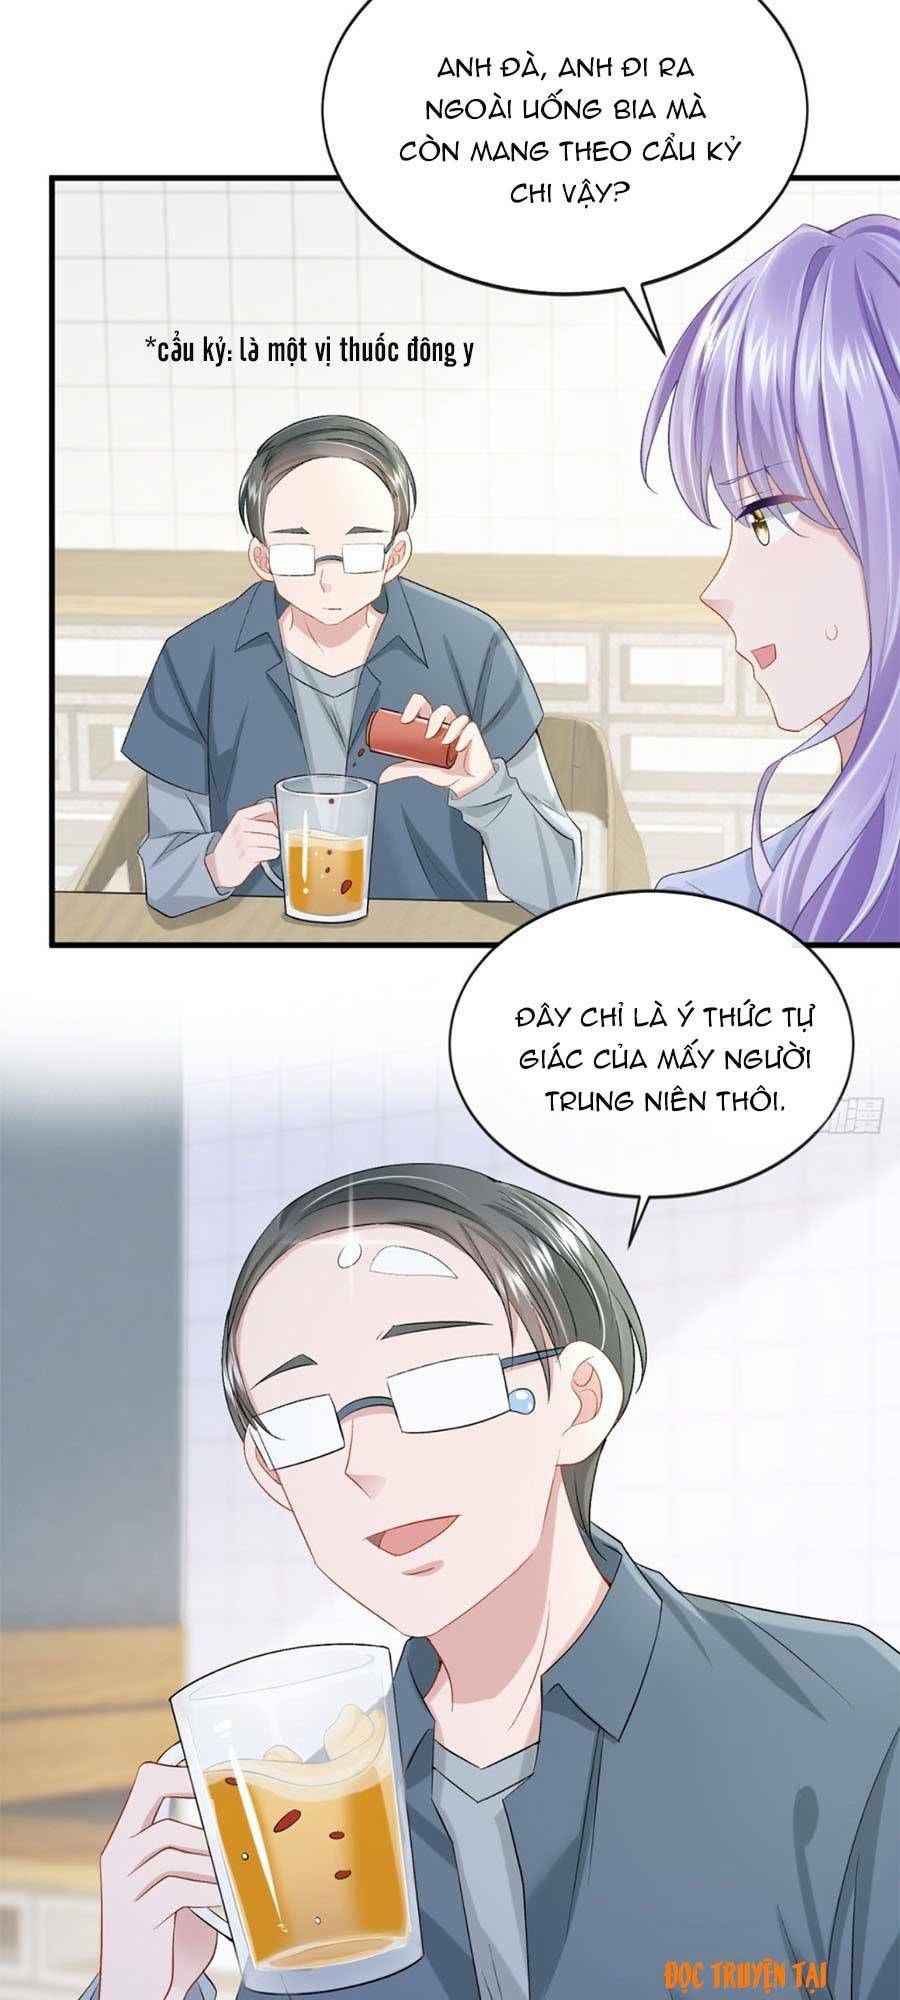 ANH ĐÀ, ANH ĐI RA
NGOÀI UỐNG BIA MÀ
CÒN MANG THEO CẨU KỶ
CHI VẬY?
*cẩu kỷ: là một vị thuốc đông y
ĐÂY CHỈ LÀ Ý THỨC TỰ
GIÁC CỦA MẤY NGƯỜI
TRUNG NIÊN THÔI.
ĐỌC TRUYỆN TẠI